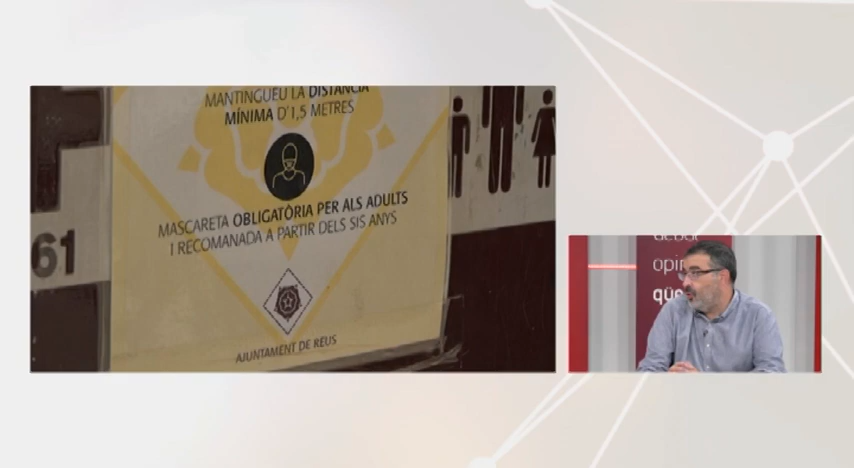 MANTINGUEU LA DISTÀNCIA
MÍNIMA D'1,5 METRES
MASCARETA OBLIGATÒRIA PER ALS ADULTS
I RECOMANADA A PARTIR DELS SIS ANYS
61
AJUNTAMENT DE REUS
debat